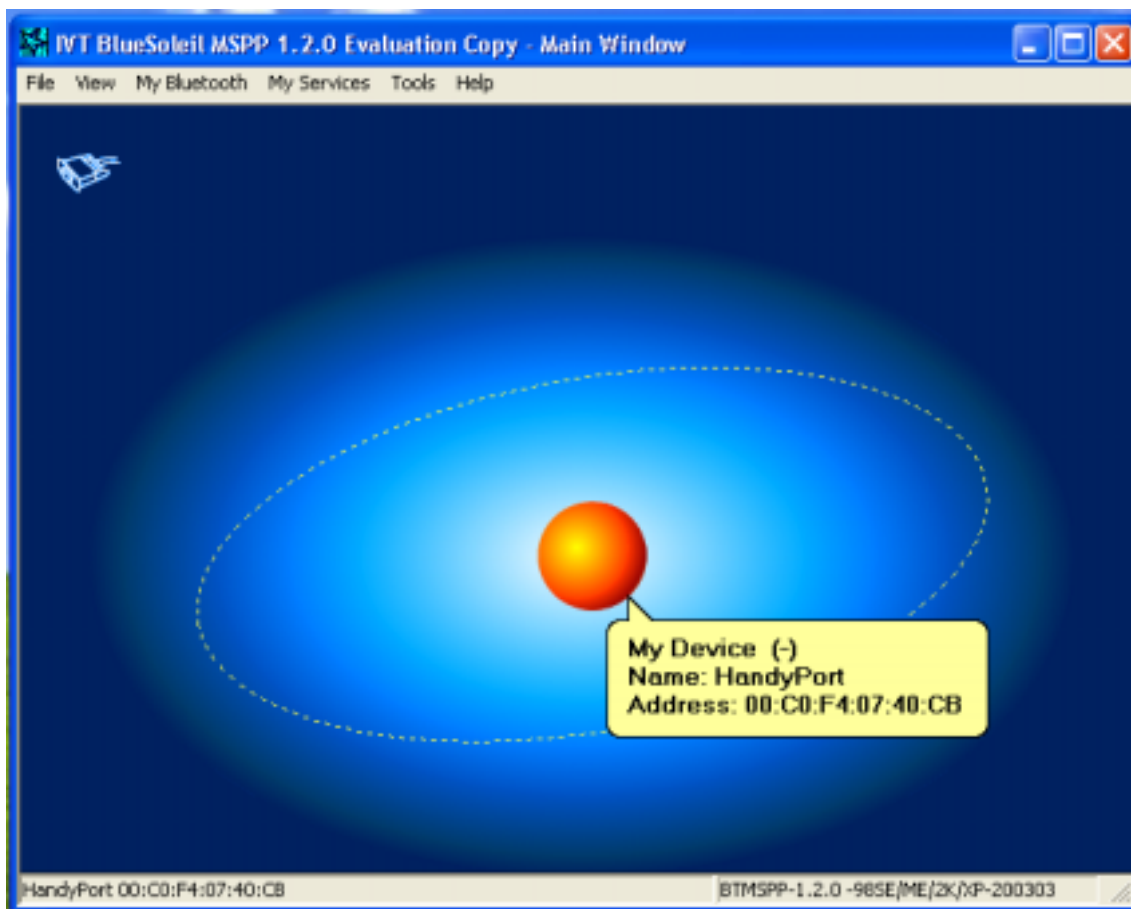 IVT BlueSoleil MSPP 1.2.0 Evaluation Copy - Main Window
File View My Bluetooth My Services Tools Help
My Device (-)
Name: HandyPort
Address: 00:C0:F4:07:40:CB
HandyPort 00:C0:F4:07:40:CB
BTMSPP-1.2.0 -98SE/ME/2K/XP-200303